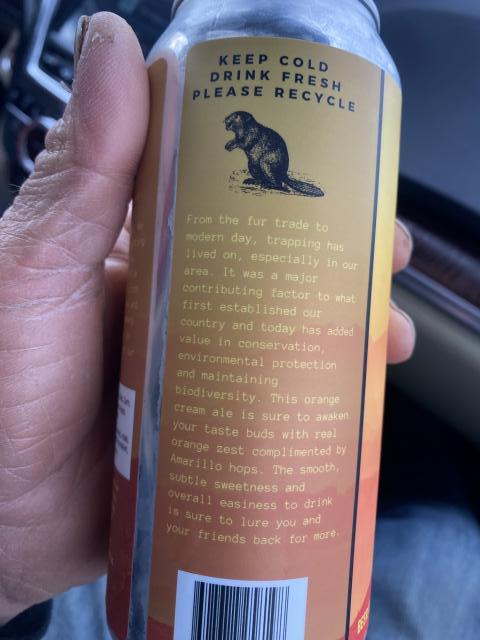 KEEP COLD
DRINK FRESH
PLEASE RECYCLE
From the fur trade to
modern day, trapping has
lived on, especially in our
area. It was a major
contributing factor to what
first established our
country and today has added
value in conservation,
environmental protection
and maintaining
biodiversity. This orange
cream ale is sure to awaken
your taste buds with real
orange zest complimented by
Amarillo hops. The smooth,
subtle sweetness and
overall easiness to drink
is sure to lure you and
your friends back for more.